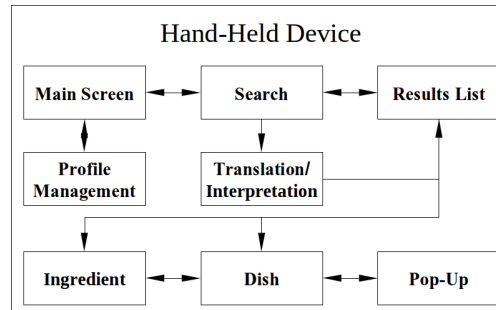 Hand-Held Device
Main Screen
Search
Results List
Profile
Management
Translation/
Interpretation
Ingredient
Dish
Pop-Up